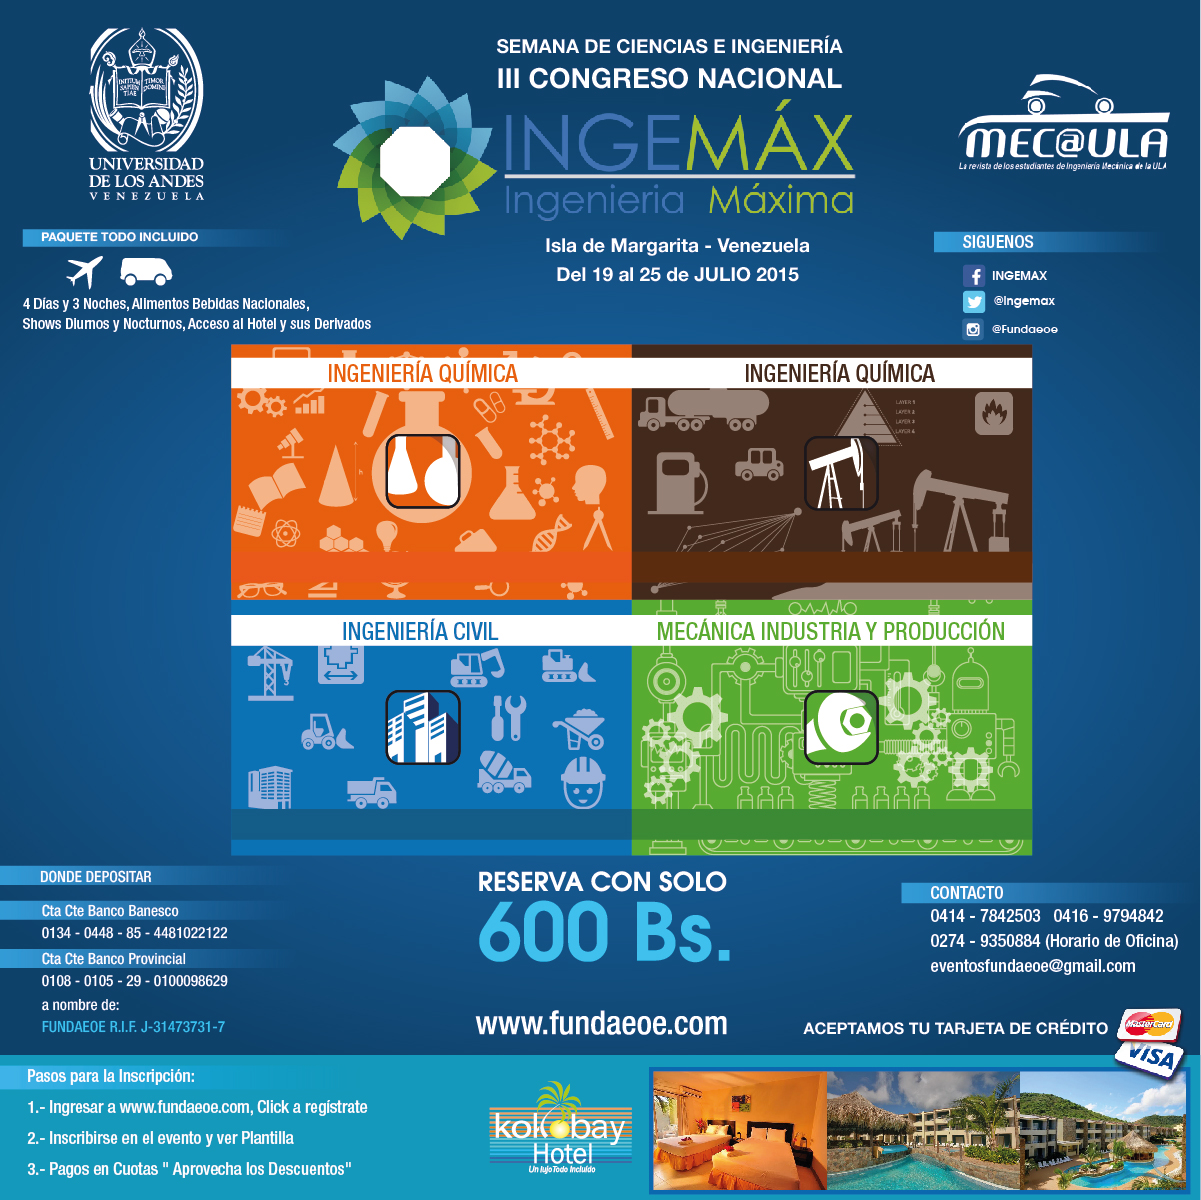 INITIUM SAPIEN TIAE TIMOR DOMINI
UNIVERSIDAD
DE LOS ANDES
VENEZUELA
SEMANA DE CIENCIAS E INGENIERÍA
III CONGRESO NACIONAL
INGEMÁX
Ingenieria Máxima
Isla de Margarita - Venezuela
Del 19 al 25 de JULIO 2015
MEC@ULA
La revista de los estudiantes de Ingeniería Mecánica de la ULA
PAQUETE TODO INCLUIDO
4 Días y 3 Noches, Alimentos Bebidas Nacionales,
Shows Diurnos y Nocturnos, Acceso al Hotel y sus Derivados
SIGUENOS
INGEMAX
@Ingemax
@Fundaeoe
INGENIERÍA QUÍMICA
h
INGENIERÍA QUÍMICA
LAYER 1
LAYER 2
LAYER 3
LAYER 4
INGENIERÍA CIVIL
MECÁNICA INDUSTRIA Y PRODUCCIÓN
DONDE DEPOSITAR
Cta Cte Banco Banesco
0134 - 0448 - 85 - 4481022122
Cta Cte Banco Provincial
0108 - 0105 - 29 - 0100098629
a nombre de:
FUNDAEOE R.I.F. J-31473731-7
RESERVA CON SOLO
600 Bs.
www.fundaeoe.com
CONTACTO
0414 - 7842503 0416 - 9794842
0274 - 9350884 (Horario de Oficina)
eventosfundaeoe@gmail.com
ACEPTAMOS TU TARJETA DE CRÉDITO
MasterCard
VISA
Pasos para la Inscripción:
1.- Ingresar a www.fundaeoe.com, Click a regístrate
2.- Inscribirse en el evento y ver Plantilla
3.- Pagos en Cuotas " Aprovecha los Descuentos"
kokobay
Hotel
Un lujo Todo Incluido